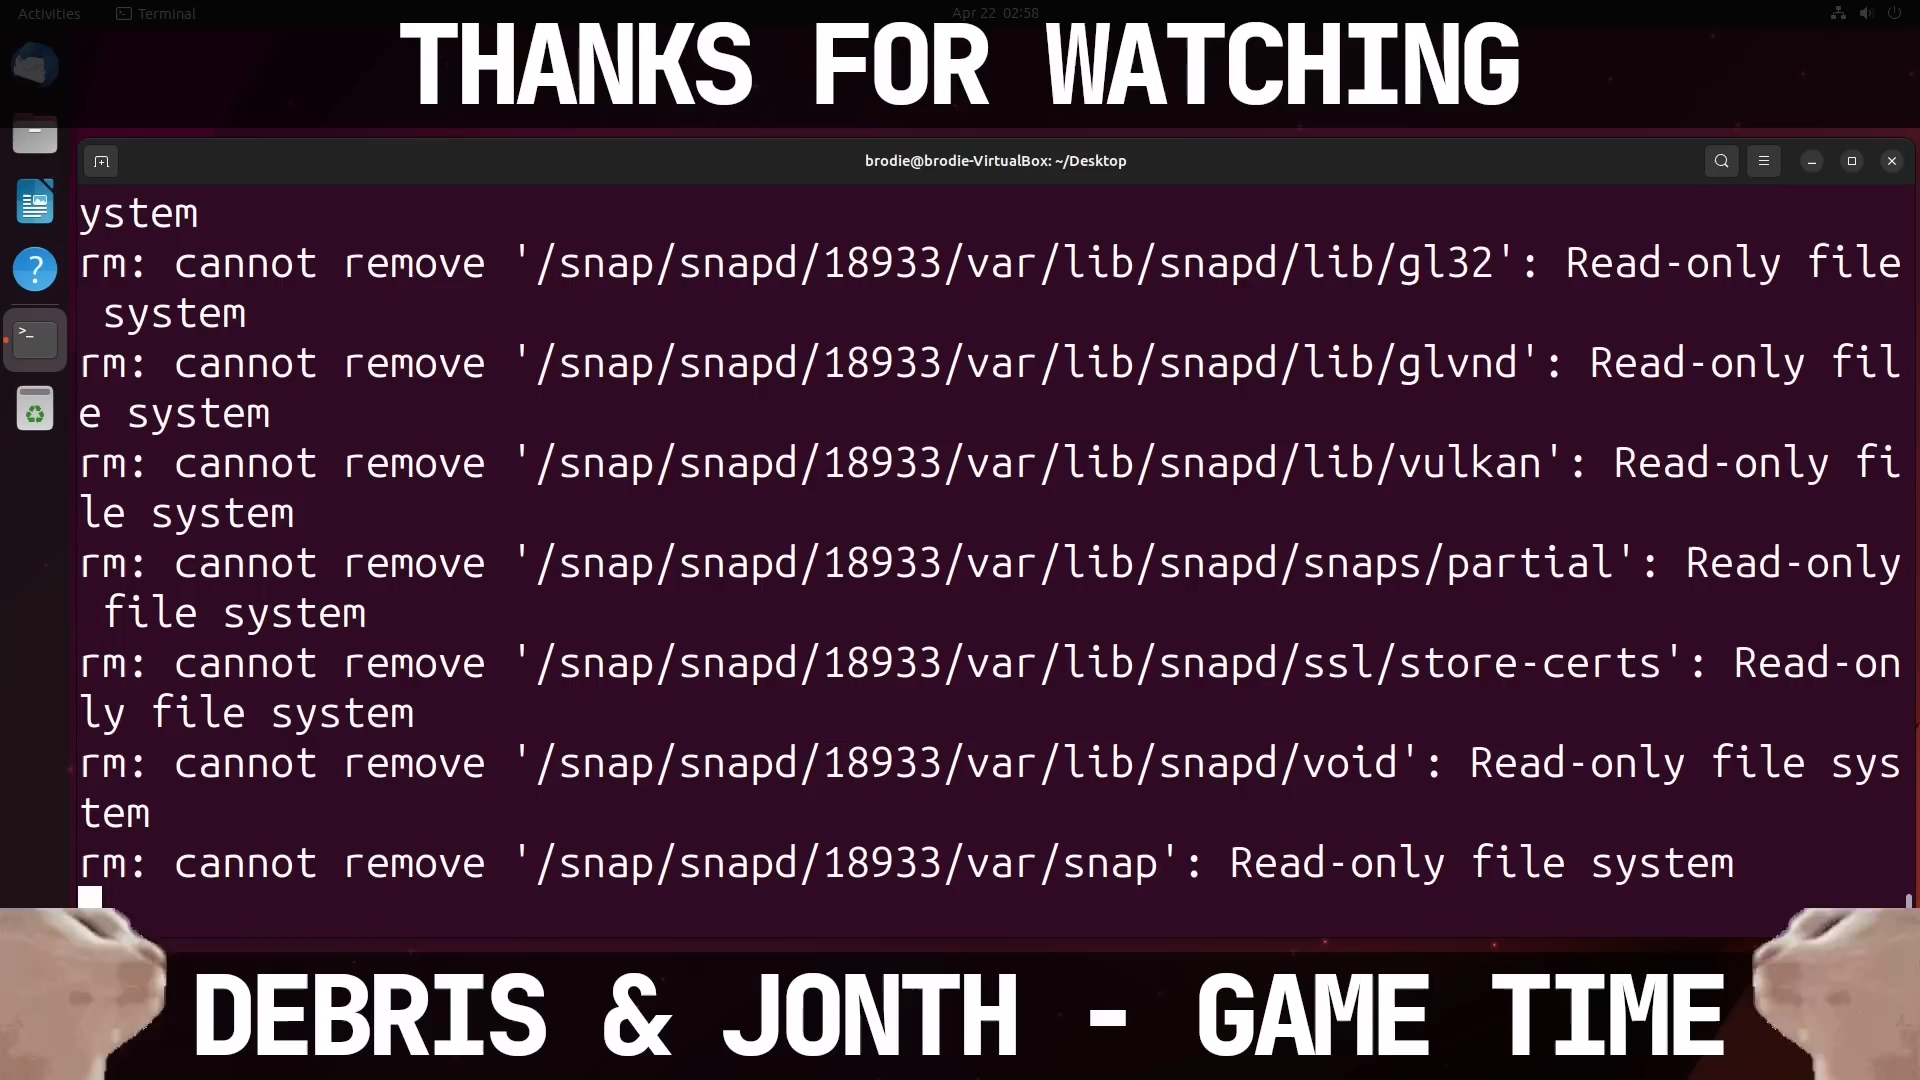 Activities Terminal Apr 22 02:58
THANKS FOR WATCHING
brodie@brodie-VirtualBox: ~/Desktop
ystem
rm: cannot remove '/snap/snapd/18933/var/lib/snapd/lib/gl32': Read-only file
 system
rm: cannot remove '/snap/snapd/18933/var/lib/snapd/lib/glvnd': Read-only fil
e system
rm: cannot remove '/snap/snapd/18933/var/lib/snapd/lib/vulkan': Read-only fi
le system
rm: cannot remove '/snap/snapd/18933/var/lib/snapd/snaps/partial': Read-only
 file system
rm: cannot remove '/snap/snapd/18933/var/lib/snapd/ssl/store-certs': Read-on
ly file system
rm: cannot remove '/snap/snapd/18933/var/lib/snapd/void': Read-only file sys
tem
rm: cannot remove '/snap/snapd/18933/var/snap': Read-only file system
DEBRIS & JONTH - GAME TIME